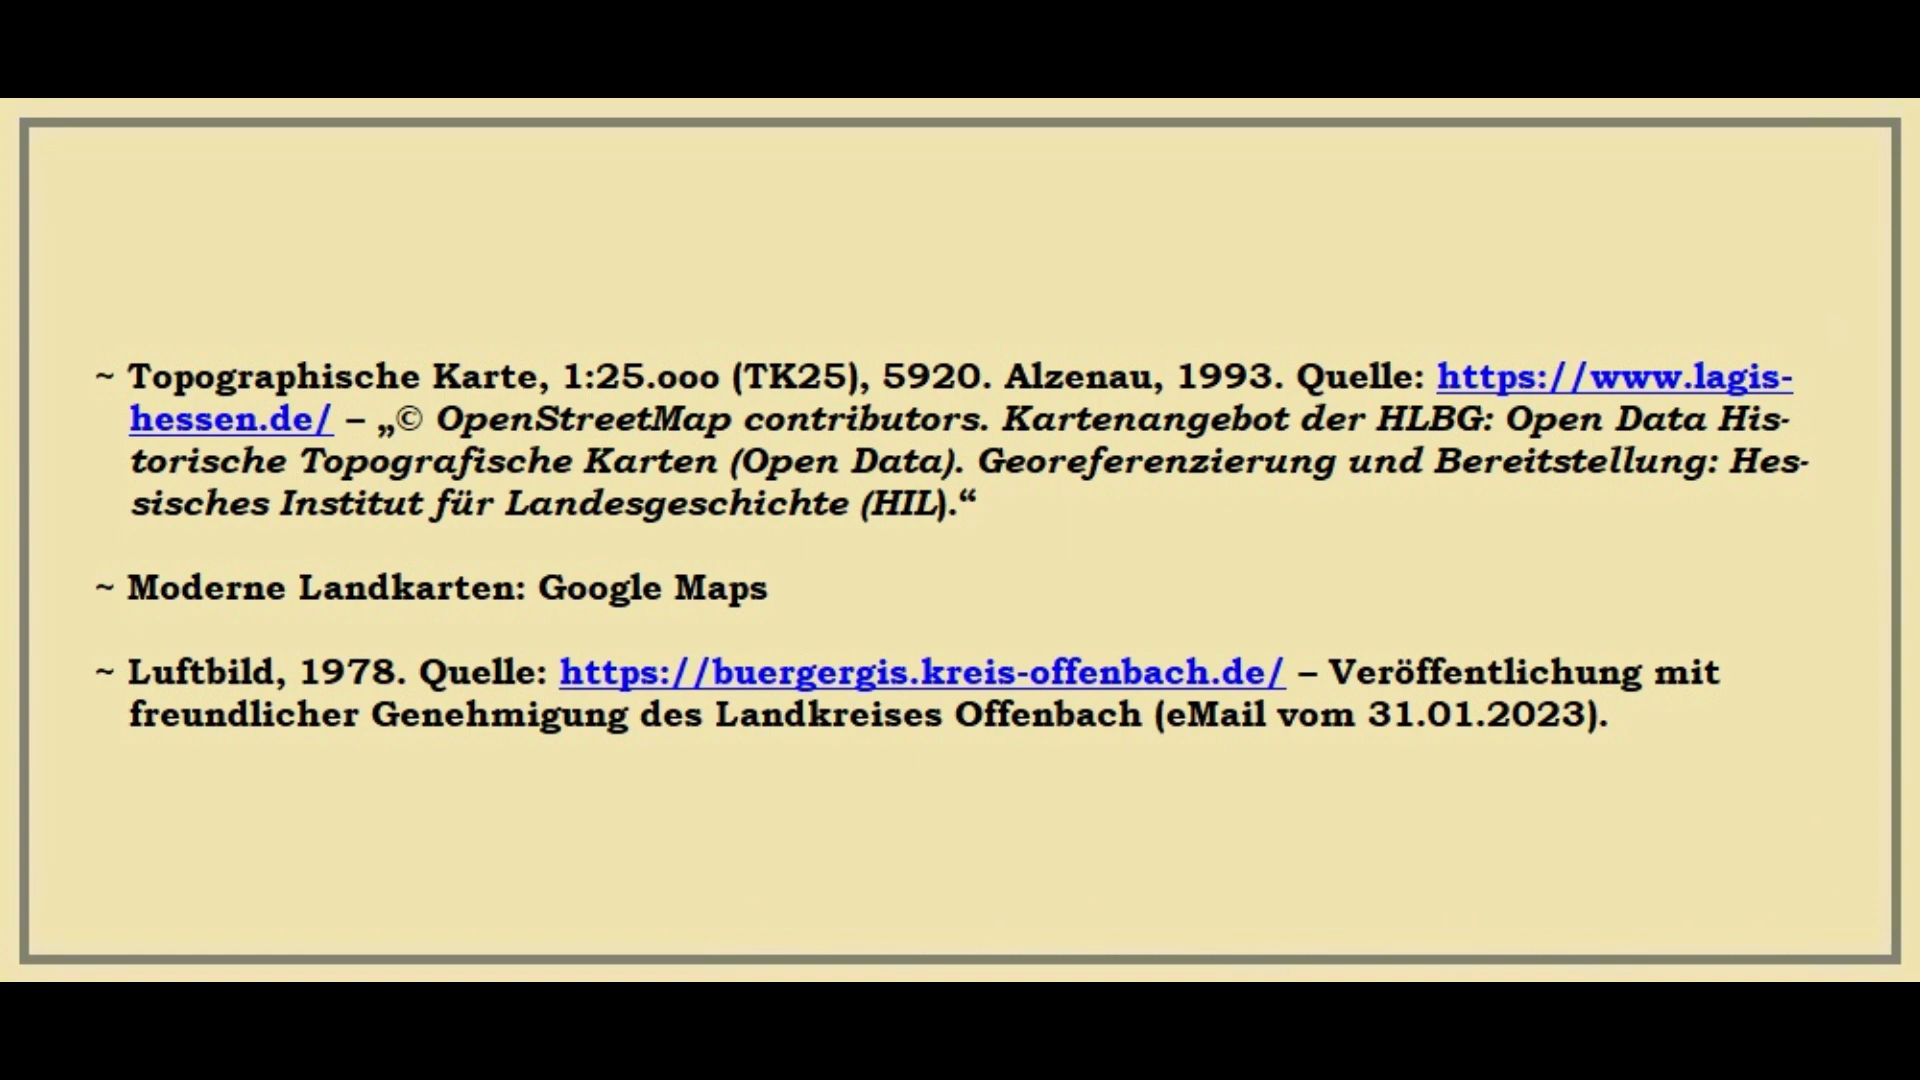 ~ Topographische Karte, 1:25.ooo (TK25), 5920. Alzenau, 1993. Quelle: https://www.lagis-
hessen.de/ – „© OpenStreetMap contributors. Kartenangebot der HLBG: Open Data His-
torische Topografische Karten (Open Data). Georeferenzierung und Bereitstellung: Hes-
sisches Institut für Landesgeschichte (HIL).“
~ Moderne Landkarten: Google Maps
~ Luftbild, 1978. Quelle: https://buergergis.kreis-offenbach.de/ – Veröffentlichung mit
freundlicher Genehmigung des Landkreises Offenbach (eMail vom 31.01.2023).